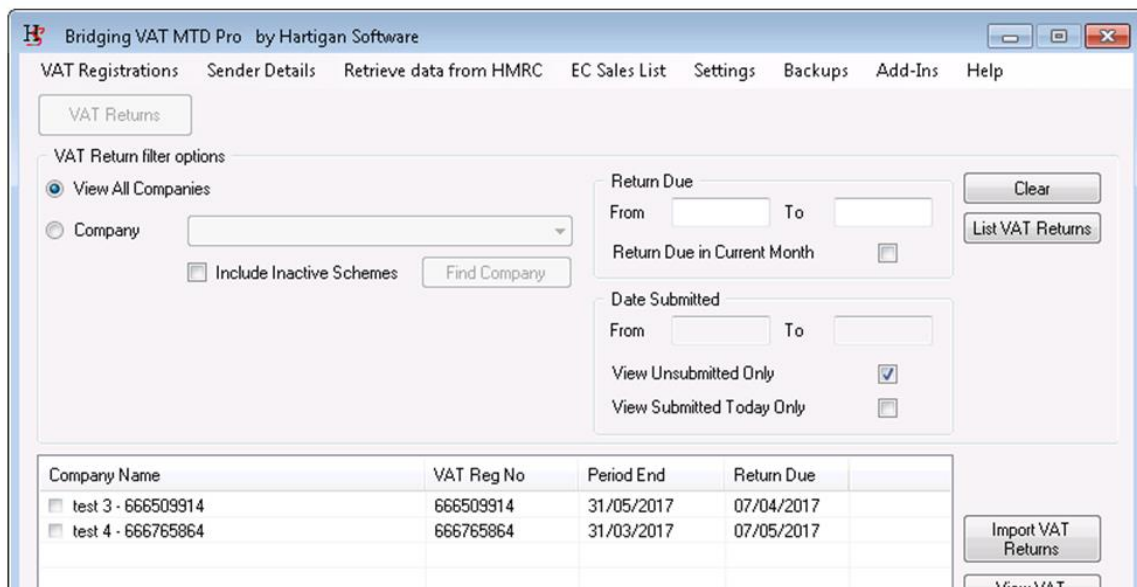 HS Bridging VAT MTD Pro by Hartigan Software
VAT Registrations Sender Details Retrieve data from HMRC EC Sales List Settings Backups Add-Ins Help
VAT Returns
VAT Return filter options
View All Companies
Company
Include Inactive Schemes Find Company
Return Due
From To
Return Due in Current Month
Clear
List VAT Returns
Date Submitted
From To
View Unsubmitted Only
View Submitted Today Only
Company Name VAT Reg No Period End Return Due
test 3 - 666509914 666509914 31/05/2017 07/04/2017
test 4 - 666765864 666765864 31/03/2017 07/05/2017
Import VAT
Returns
View VAT